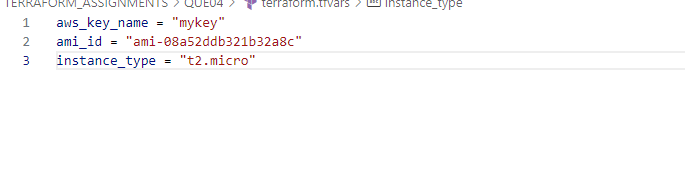 TERRAFORM_ASSIGNMENTS > QUE04 > terraform.tfvars > instance_type
1 aws_key_name = "mykey"
2 ami_id = "ami-08a52ddb321b32a8c"
3 instance_type = "t2.micro"